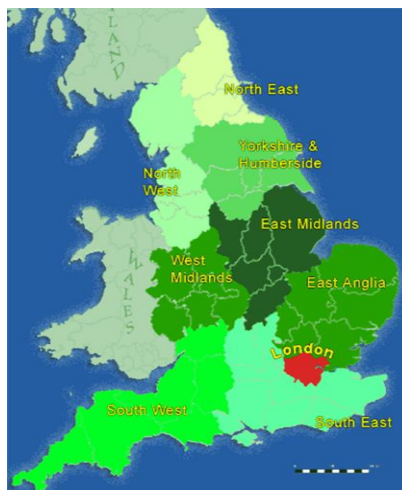 LAND
North East
Yorkshire &
Humberside
North
West
East Midlands
West
Midlands
East Anglia
WALES
London
South West
South East